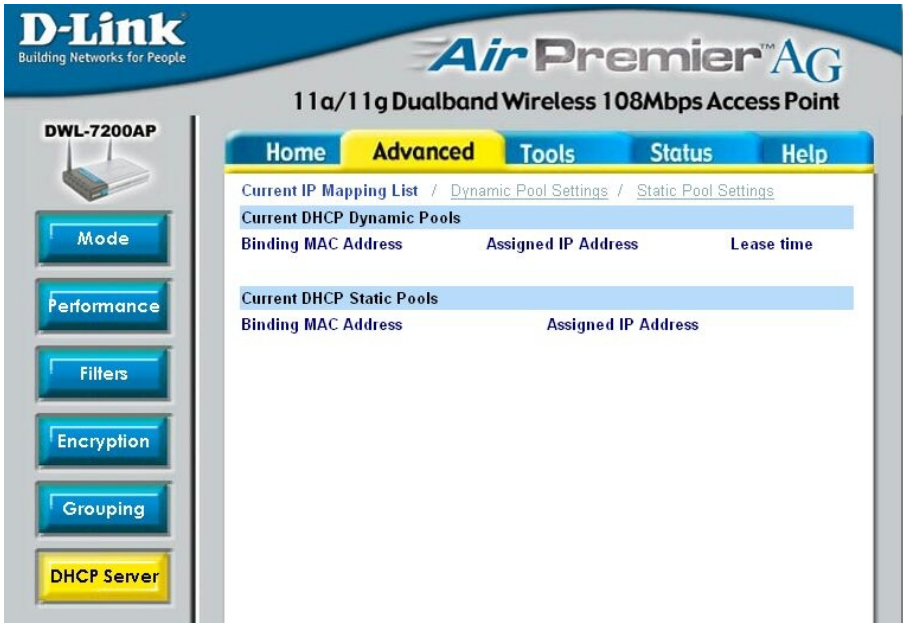 D-Link
Building Networks for People
Air Premier™ AG
11a/11g Dualband Wireless 108Mbps Access Point
DWL-7200AP
Home Advanced Tools Status Help
Current IP Mapping List / Dynamic Pool Settings / Static Pool Settings
Current DHCP Dynamic Pools
Binding MAC Address Assigned IP Address Lease time
Current DHCP Static Pools
Binding MAC Address Assigned IP Address
Mode
Performance
Filters
Encryption
Grouping
DHCP Server